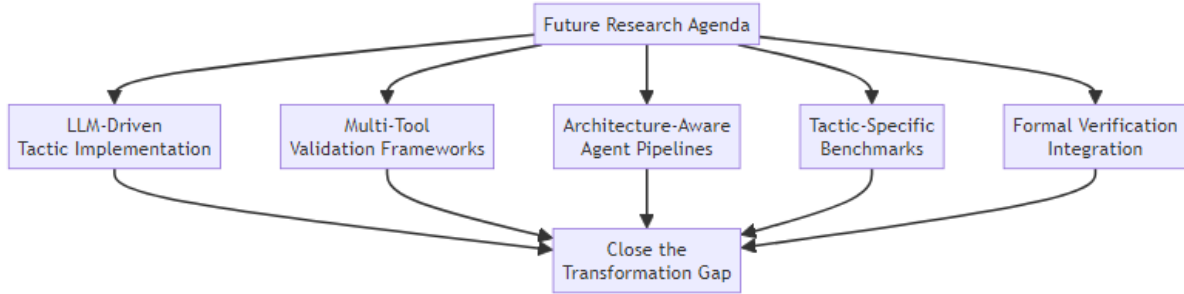 Future Research Agenda
LLM-Driven
Tactic Implementation
Multi-Tool
Validation Frameworks
Architecture-Aware
Agent Pipelines
Tactic-Specific
Benchmarks
Formal Verification
Integration
Close the
Transformation Gap